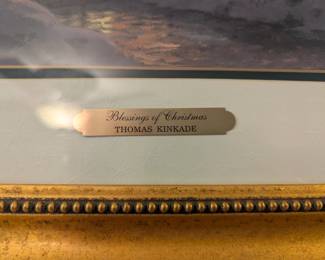 Blessings of Christmas
THOMAS KINKADE